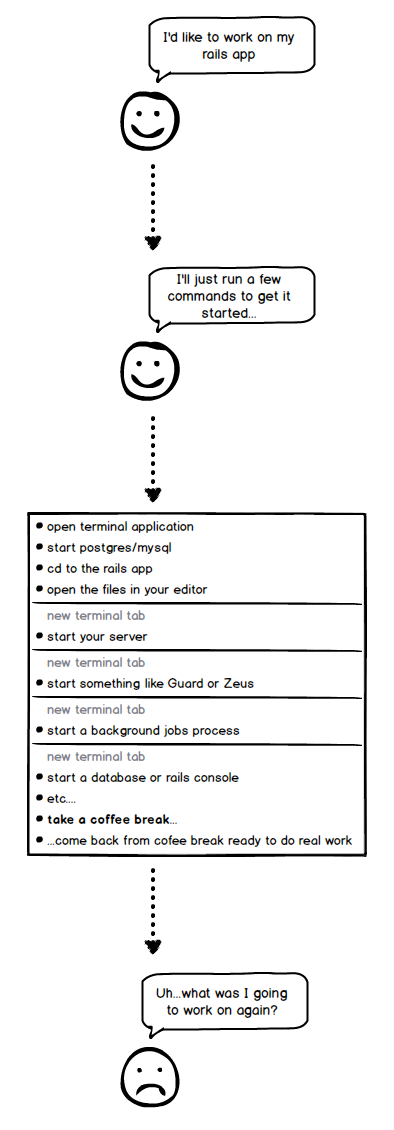 I'd like to work on my
rails app
I'll just run a few
commands to get it
started...
open terminal application
start postgres/mysql
cd to the rails app
open the files in your editor
new terminal tab
start your server
new terminal tab
start something like Guard or Zeus
new terminal tab
start a background jobs process
new terminal tab
start a database or rails console
etc....
take a coffee break...
...come back from cofee break ready to do real work
Uh...what was I going
to work on again?